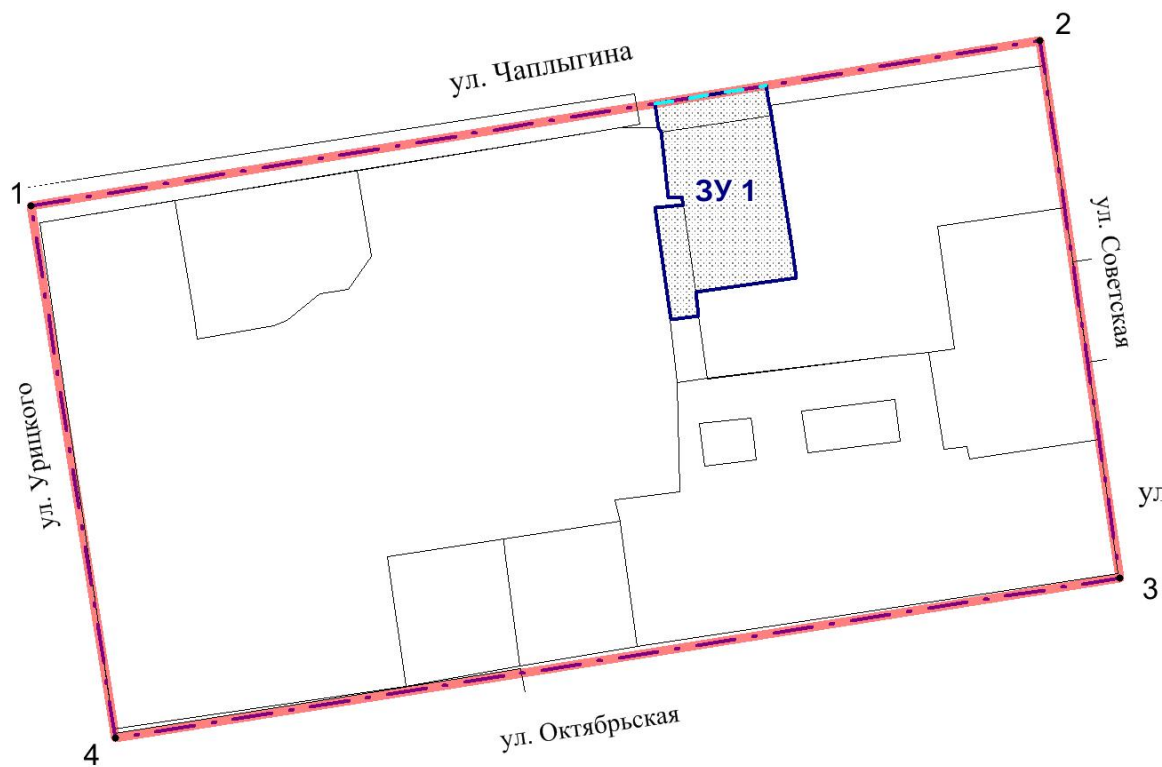 2
ул. Чаплыгина
1
ЗУ 1
ул. Советская
ул. Урицкого
ул
3
ул. Октябрьская
4